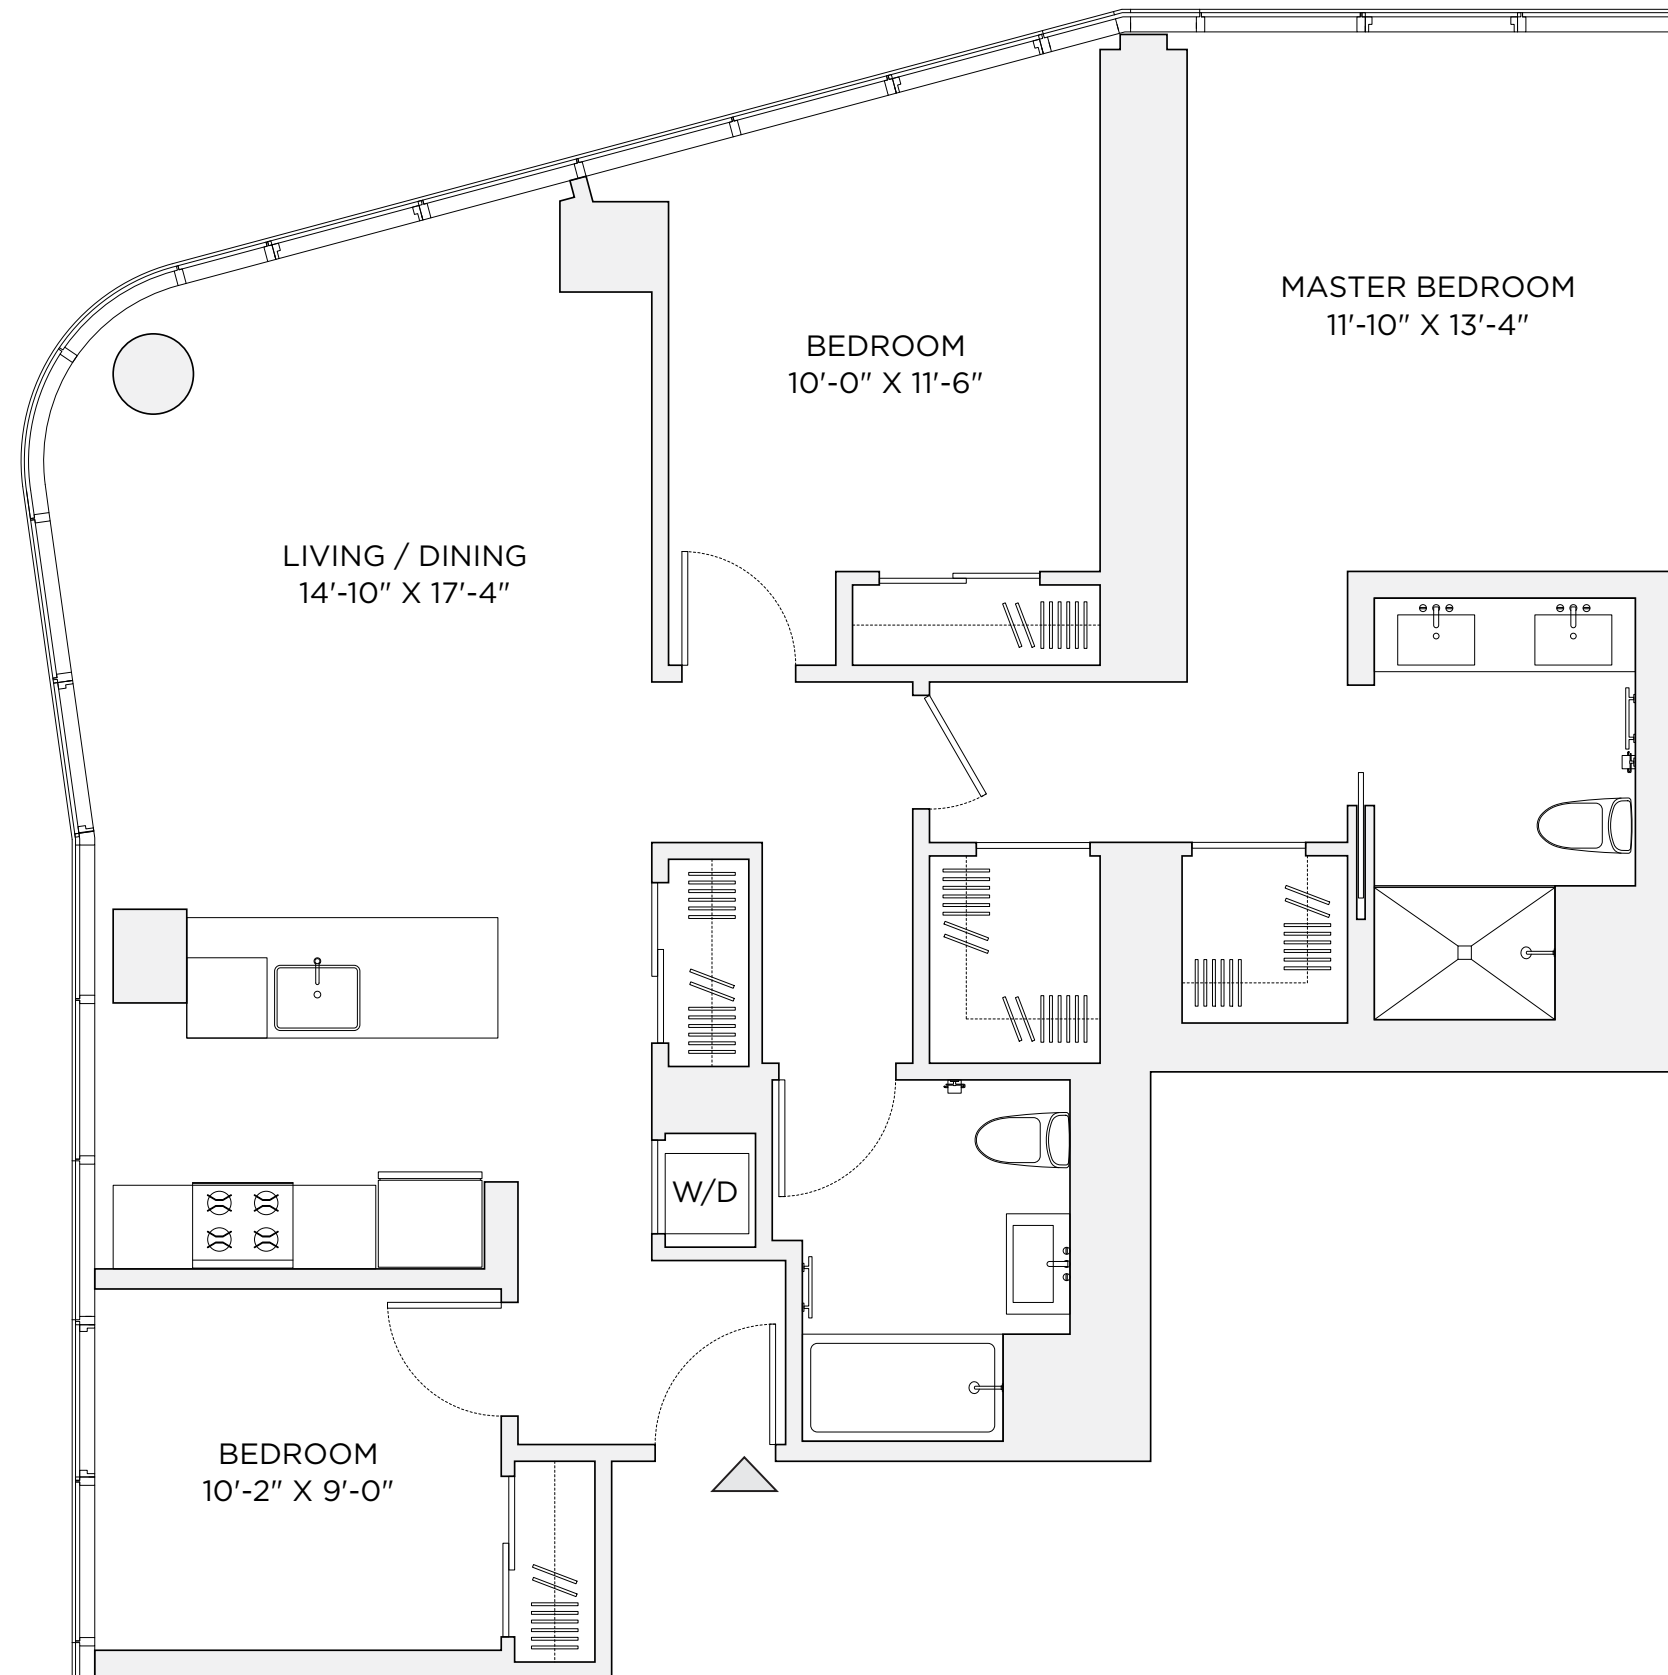 MASTER BEDROOM
11'-10" X 13'-4"
BEDROOM
10'-0" X 11'-6"
LIVING / DINING
14'-10" X 17'-4"
W/D
BEDROOM
10'-2" X 9'-0"